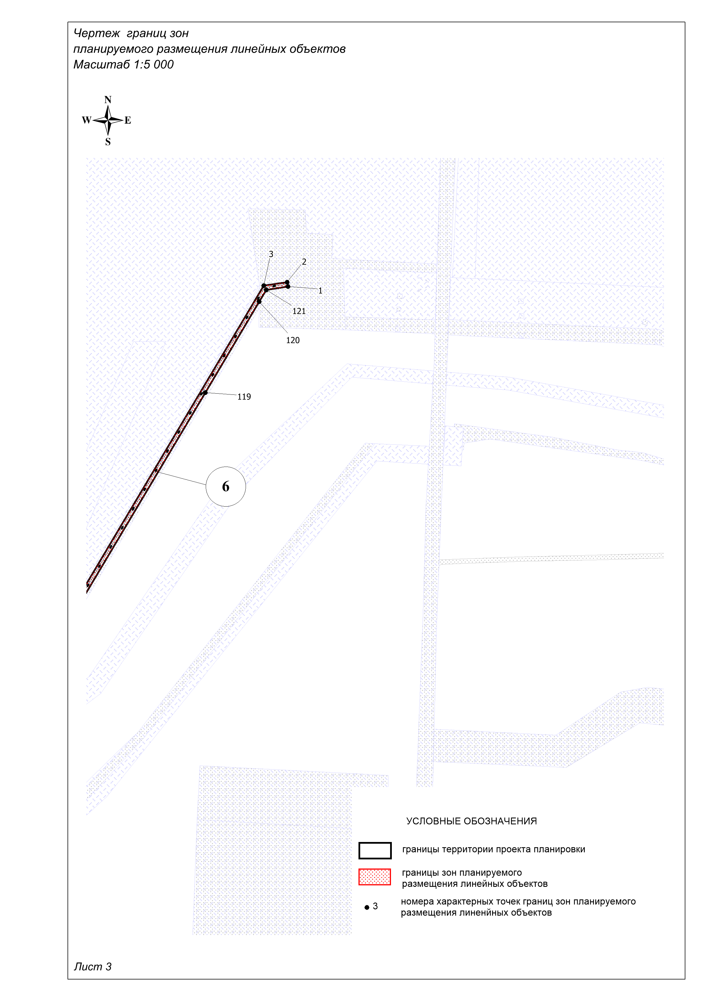 Чертеж границ зон
планируемого размещения линейных объектов
Масштаб 1:5 000
N
W E
S
3
2
1
121
120
119
6
УСЛОВНЫЕ ОБОЗНАЧЕНИЯ
границы территории проекта планировки
границы зон планируемого
размещения линейных объектов
3 номера характерных точек границ зон планируемого
размещения линенйных объектов
Лист 3